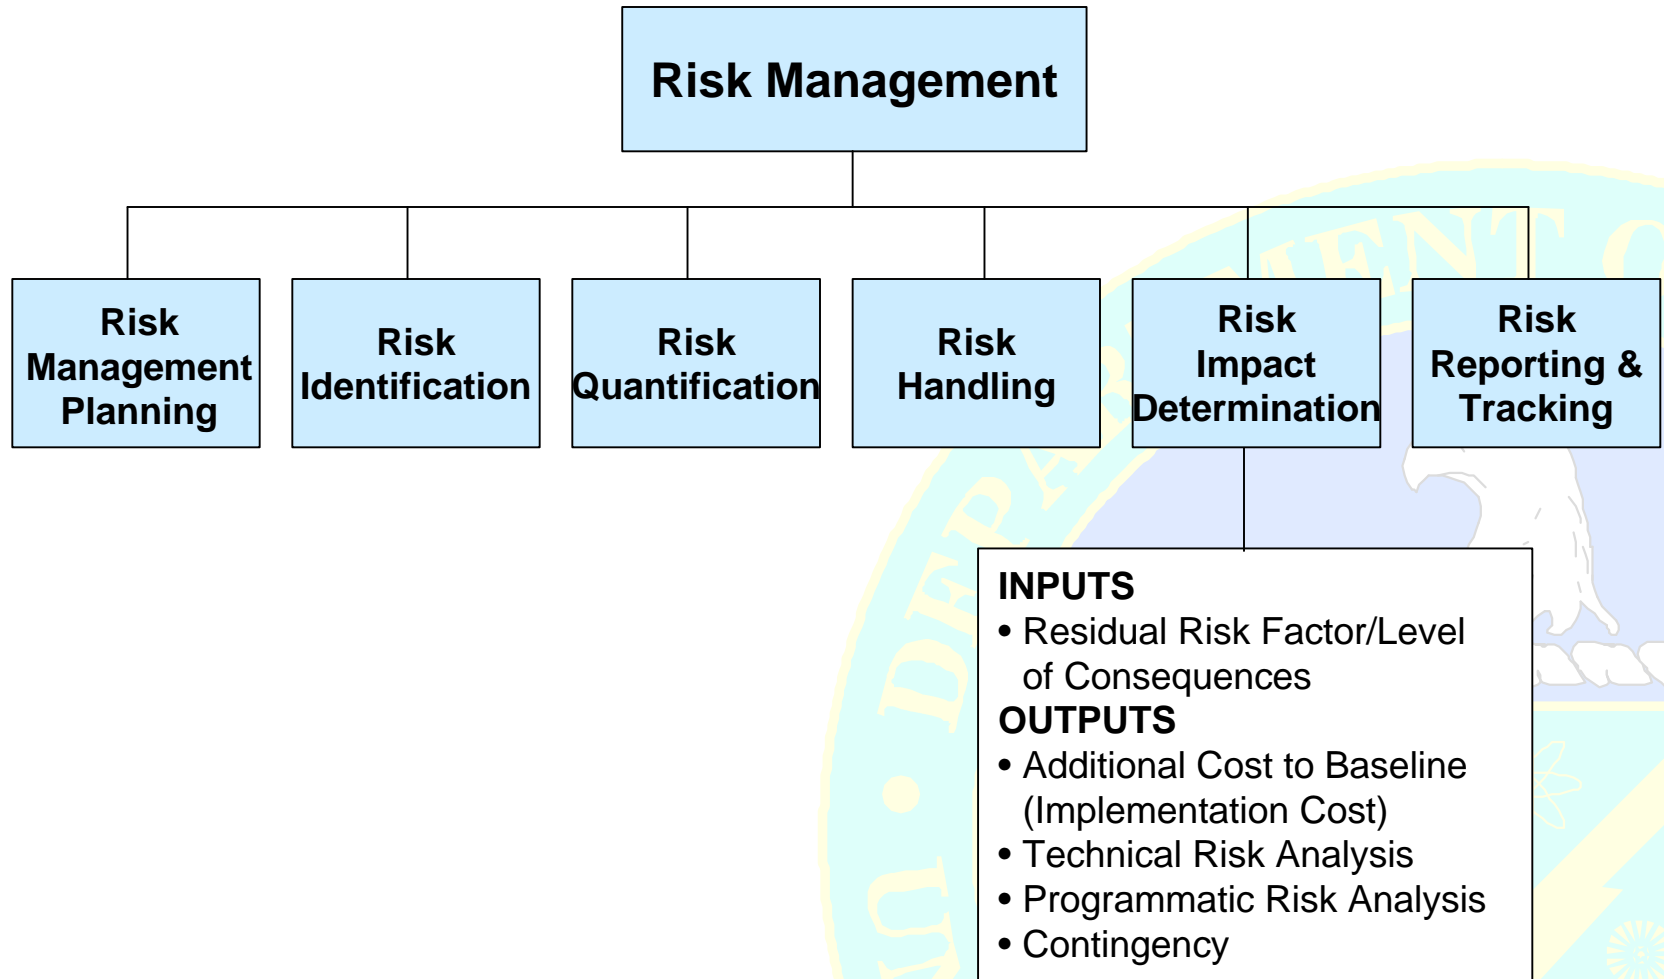 Risk Management
Risk
Management
Planning
Risk
Identification
Risk
Quantification
Risk
Handling
Risk
Impact
Determination
Risk
Reporting &
Tracking
INPUTS
• Residual Risk Factor/Level
of Consequences
OUTPUTS
• Additional Cost to Baseline
(Implementation Cost)
• Technical Risk Analysis
• Programmatic Risk Analysis
• Contingency